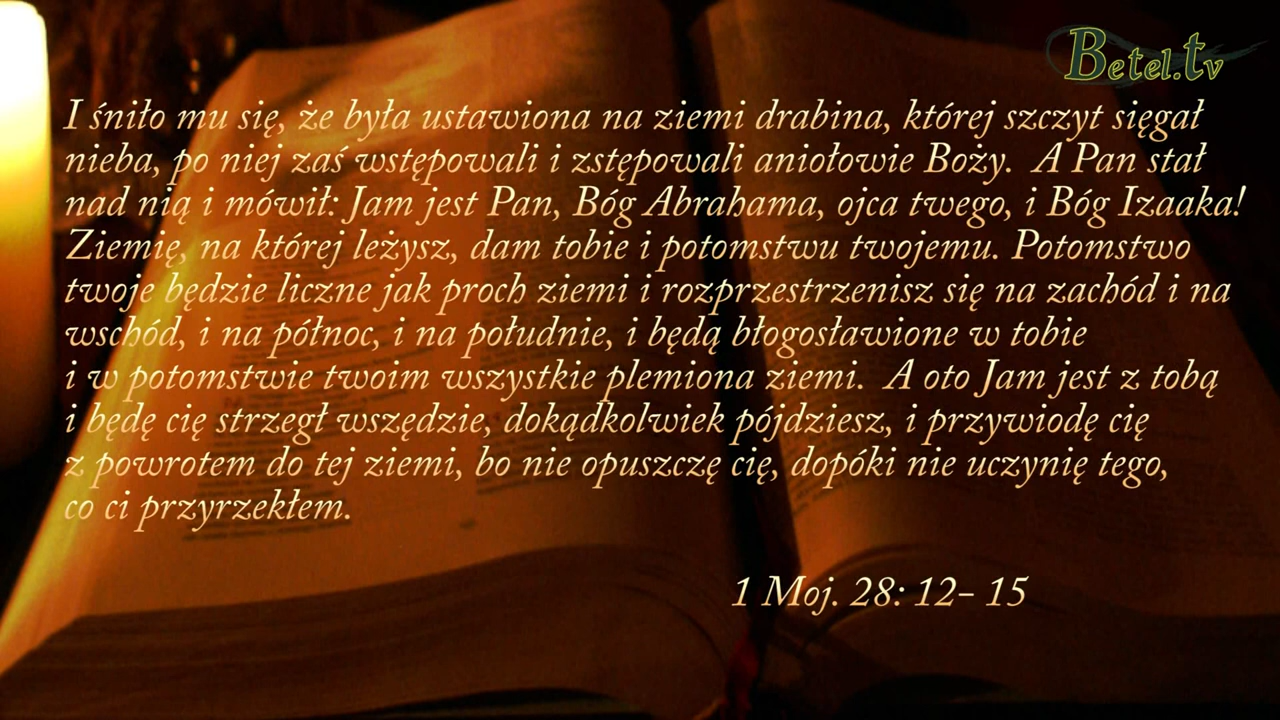 Betel.tv
I śniło mu się, że była ustawiona na ziemi drabina, której szczyt sięgał
nieba, po niej zaś wstępowali i zstępowali aniołowie Boży.  A Pan stał
nad nią i mówił: Jam jest Pan, Bóg Abrahama, ojca twego, i Bóg Izaaka!
Ziemię, na której leżysz, dam tobie i potomstwu twojemu. Potomstwo
twoje będzie liczne jak proch ziemi i rozprzestrzenisz się na zachód i na
wschód, i na północ, i na południe, i będą błogosławione w tobie
i w potomstwie twoim wszystkie plemiona ziemi.  A oto Jam jest z tobą
i będę cię strzegł wszędzie, dokądkolwiek pójdziesz, i przywiodę cię
z powrotem do tej ziemi, bo nie opuszczę cię, dopóki nie uczynię tego,
co ci przyrzekłem.
1 Moj. 28: 12- 15